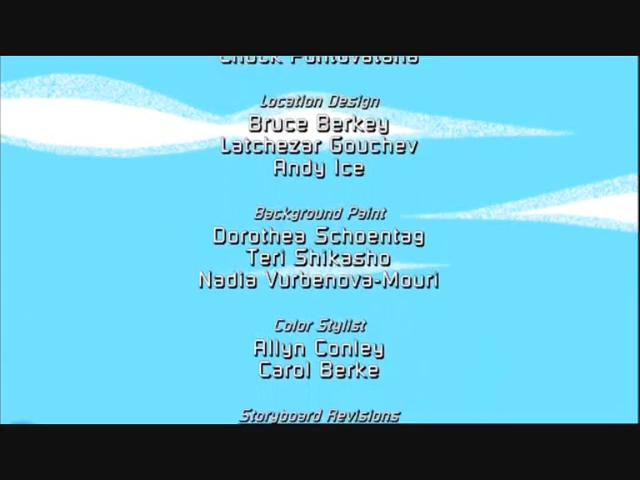 Location Design
Bruce Berkey
Latchezar Gouchev
Andy Ice
Background Paint
Dorothea Schoentag
Teri Shikasho
Nadia Vurbenova-Mouri
Color Stylist
Allyn Conley
Carol Berke
Storyboard Revisions